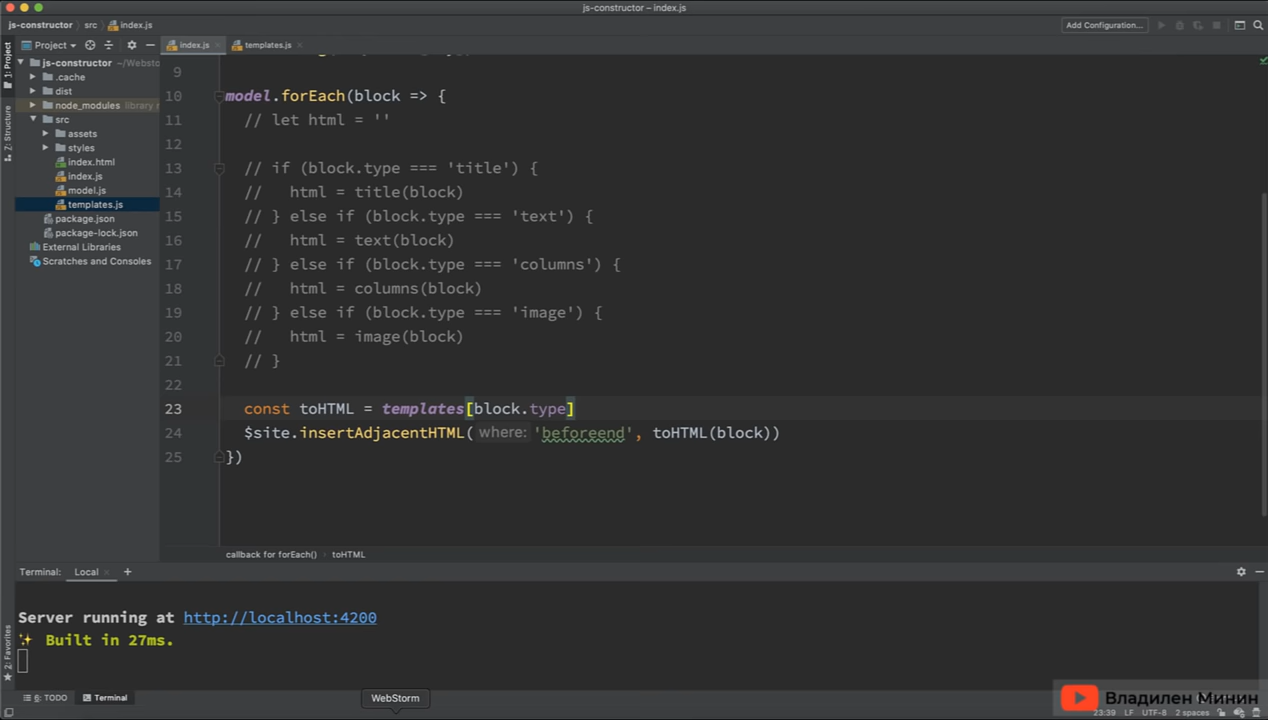 js-constructor – index.js
js-constructor
src
index.js
Add Configuration...
Project
index.js
templates.js
1: Project
Z: Structure
2: Favorites
js-constructor ~/Websto
.cache
dist
node_modules library r
src
assets
styles
index.html
index.js
model.js
templates.js
package.json
package-lock.json
External Libraries
Scratches and Consoles
9
10 model.forEach(block => {
11 // let html = ''
12
13 // if (block.type === 'title') {
14 //   html = title(block)
15 // } else if (block.type === 'text') {
16 //   html = text(block)
17 // } else if (block.type === 'columns') {
18 //   html = columns(block)
19 // } else if (block.type === 'image') {
20 //   html = image(block)
21 // }
22
23 const toHTML = templates[block.type]
24 $site.insertAdjacentHTML( where: 'beforeend', toHTML(block))
25 })
callback for forEach() › toHTML
Terminal: Local +
Server running at http://localhost:4200
✨ Built in 27ms.
6: TODO
Terminal
WebStorm
Владилен Минин
23:39 LF UTF-8 2 spaces